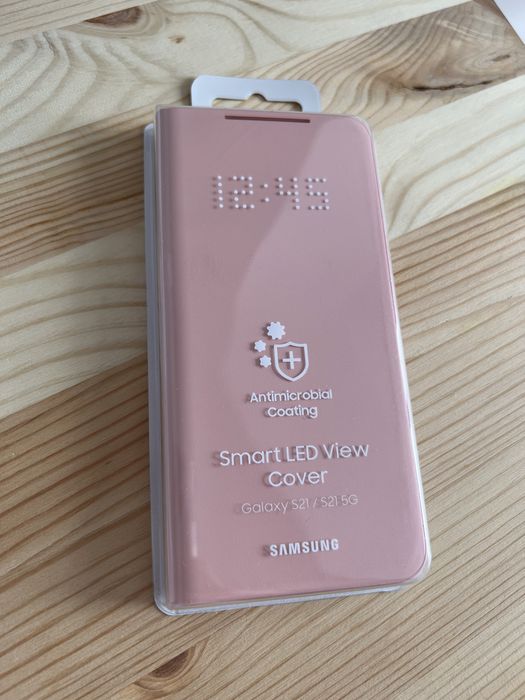 12:45
Antimicrobial
Coating
Smart LED View
Cover
Galaxy S21 / S21 5G
SAMSUNG